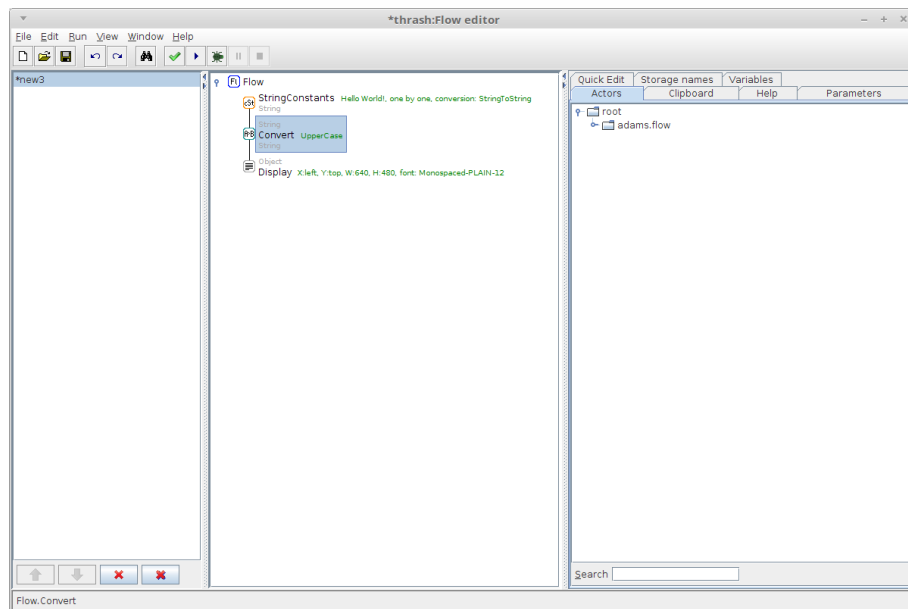 *thrash:Flow editor
File Edit Run View Window Help
*new3
Fl Flow
cSt StringConstants Hello World!, one by one, conversion: StringToString
String
String
A-B Convert UpperCase
String
Object
Display X:left, Y:top, W:640, H:480, font: Monospaced-PLAIN-12
Quick Edit Storage names Variables
Actors Clipboard Help Parameters
root
adams.flow
Search
Flow.Convert